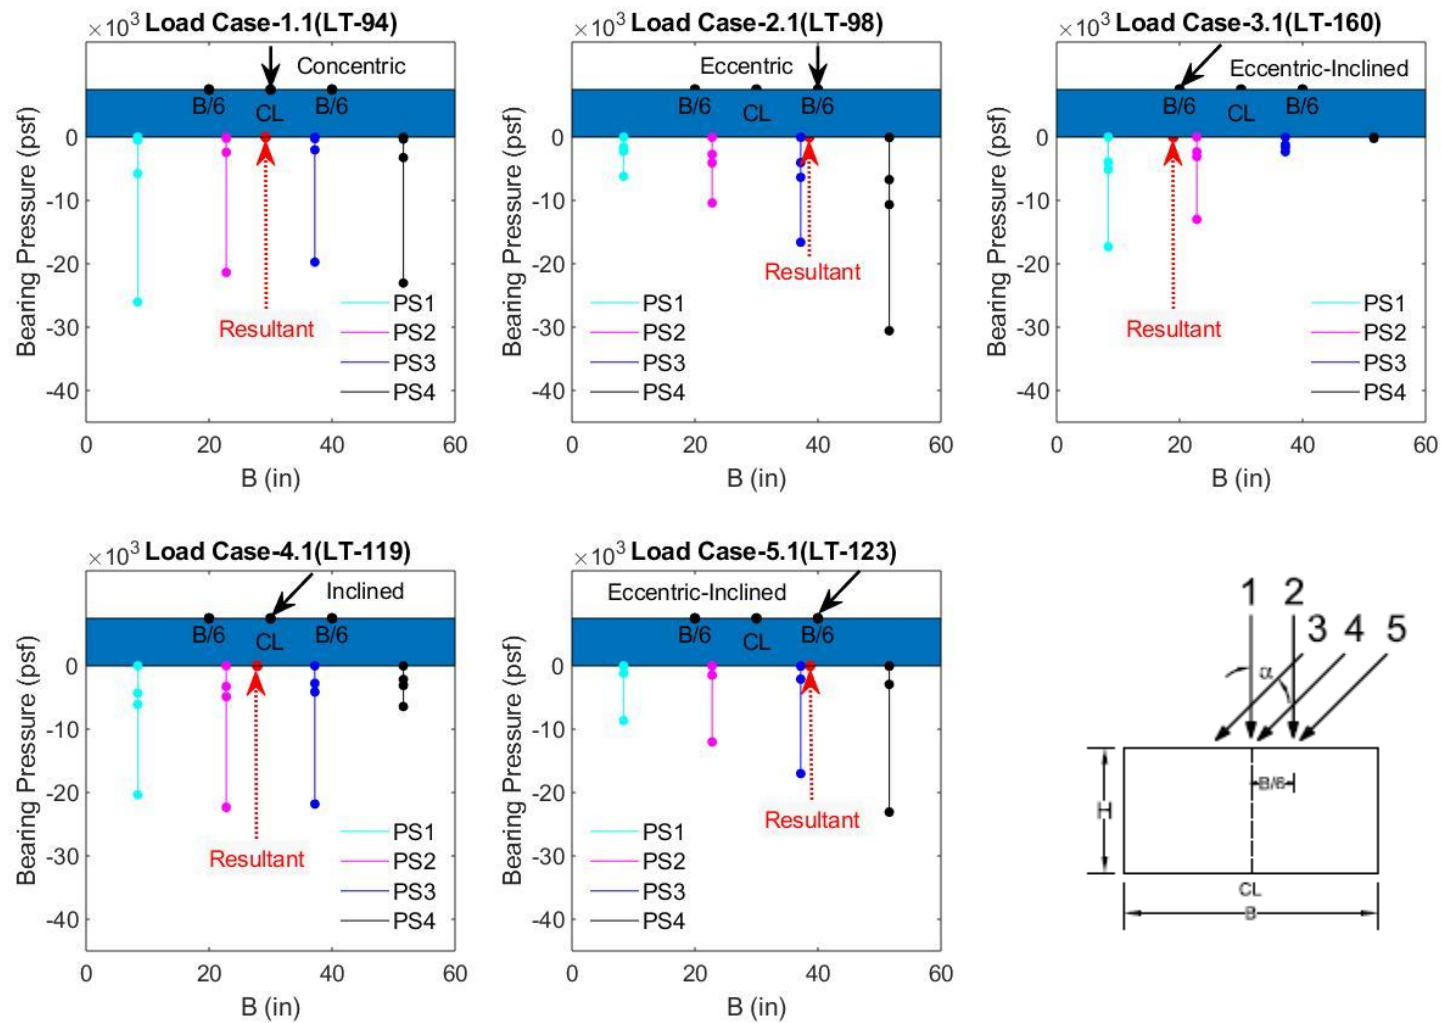 ×10³ Load Case-1.1(LT-94)
Concentric
B/6 CL B/6
Bearing Pressure (psf)
0
-10
-20
-30
-40
Resultant
PS1
PS2
PS3
PS4
0 20 40 60
B (in)
×10³ Load Case-2.1(LT-98)
Eccentric
B/6 CL B/6
Bearing Pressure (psf)
0
-10
-20
-30
-40
Resultant
PS1
PS2
PS3
PS4
0 20 40 60
B (in)
×10³ Load Case-3.1(LT-160)
Eccentric-Inclined
B/6 CL B/6
Bearing Pressure (psf)
0
-10
-20
-30
-40
Resultant
PS1
PS2
PS3
PS4
0 20 40 60
B (in)
×10³ Load Case-4.1(LT-119)
Inclined
B/6 CL B/6
Bearing Pressure (psf)
0
-10
-20
-30
-40
Resultant
PS1
PS2
PS3
PS4
0 20 40 60
B (in)
×10³ Load Case-5.1(LT-123)
Eccentric-Inclined
B/6 CL B/6
Bearing Pressure (psf)
0
-10
-20
-30
-40
Resultant
PS1
PS2
PS3
PS4
0 20 40 60
B (in)
1 2
3 4 5
α
B/6
H
CL
B